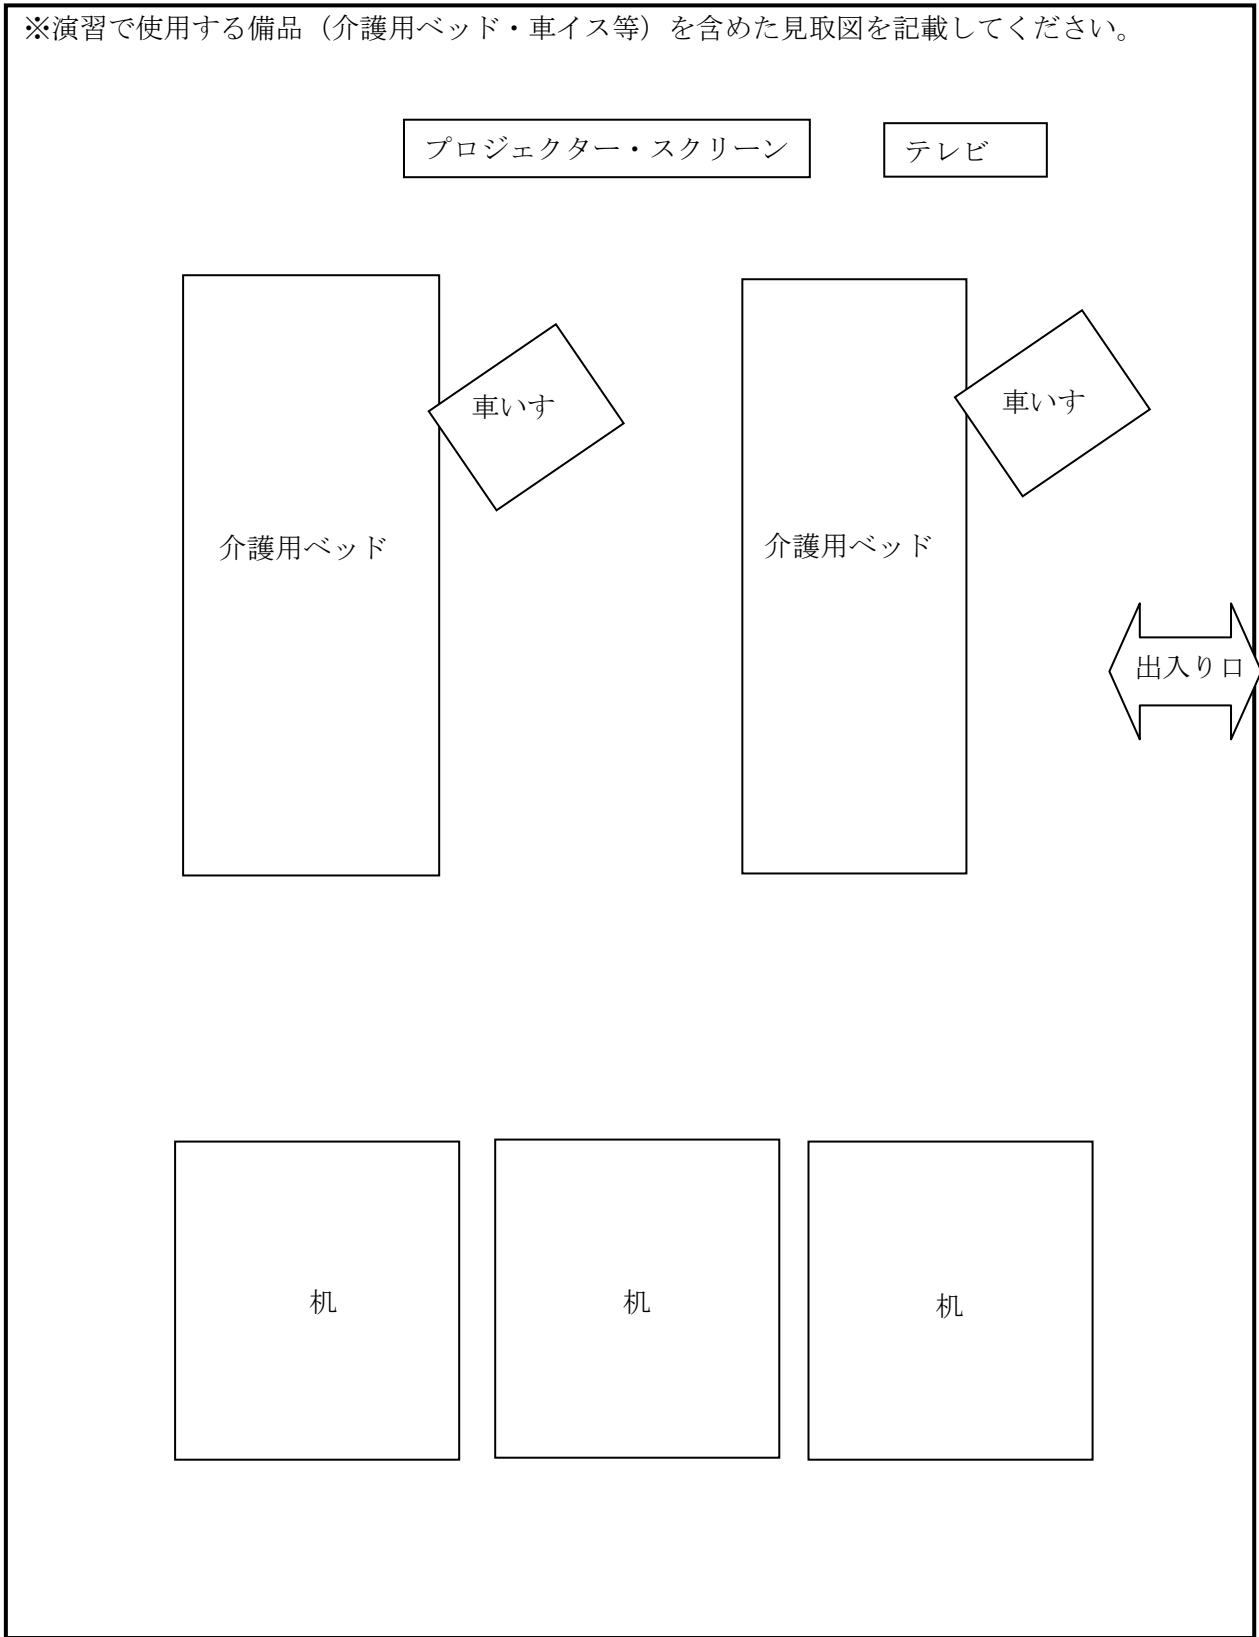 ※演習で使用する備品（介護用ベッド・車イス等）を含めた見取図を記載してください。
プロジェクター・スクリーン
テレビ
車いす
車いす
介護用ベッド
介護用ベッド
出入り口
机
机
机